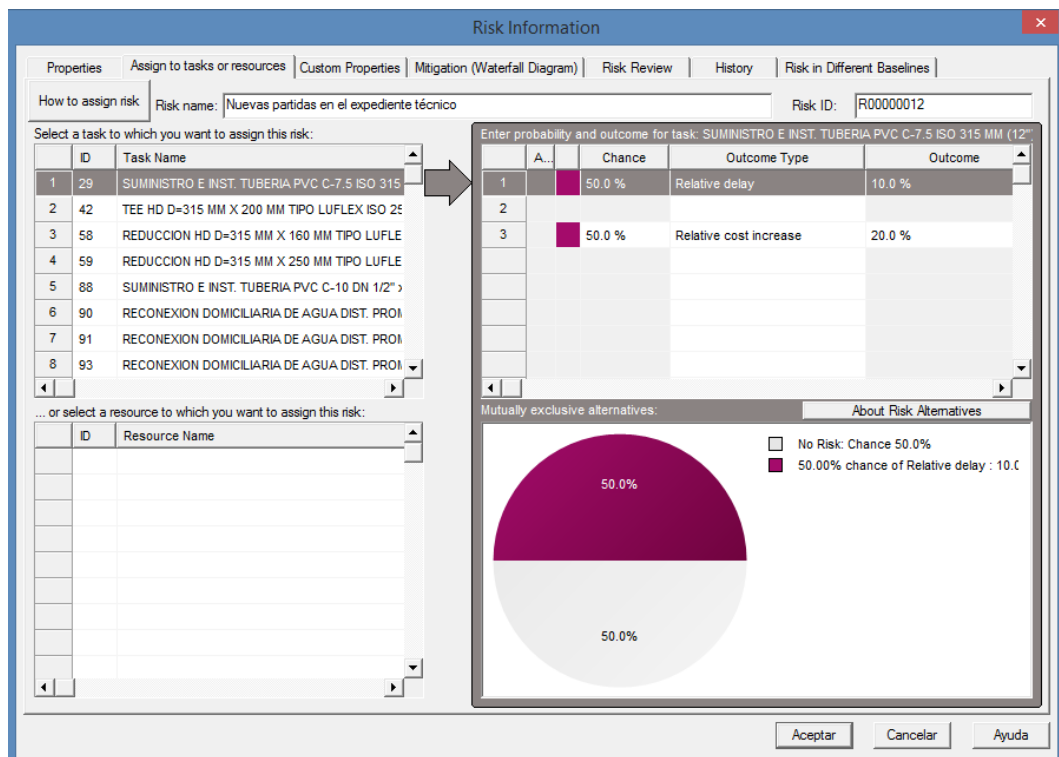 Risk Information
Properties Assign to tasks or resources Custom Properties Mitigation (Waterfall Diagram) Risk Review History Risk in Different Baselines
How to assign risk Risk name: Nuevas partidas en el expediente técnico Risk ID: R00000012
Select a task to which you want to assign this risk:
ID Task Name
1 29 SUMINISTRO E INST. TUBERIA PVC C-7.5 ISO 315
2 42 TEE HD D=315 MM X 200 MM TIPO LUFLEX ISO 25
3 58 REDUCCION HD D=315 MM X 160 MM TIPO LUFLE
4 59 REDUCCION HD D=315 MM X 250 MM TIPO LUFLE
5 88 SUMINISTRO E INST. TUBERIA PVC C-10 DN 1/2" x
6 90 RECONEXION DOMICILIARIA DE AGUA DIST. PROM
7 91 RECONEXION DOMICILIARIA DE AGUA DIST. PROM
8 93 RECONEXION DOMICILIARIA DE AGUA DIST. PROM
... or select a resource to which you want to assign this risk:
ID Resource Name
Enter probability and outcome for task: SUMINISTRO E INST. TUBERIA PVC C-7.5 ISO 315 MM (12"
A... Chance Outcome Type Outcome
1 50.0 % Relative delay 10.0 %
2
3 50.0 % Relative cost increase 20.0 %
Mutually exclusive alternatives: About Risk Alternatives
50.0%
50.0%
No Risk: Chance 50.0%
50.00% chance of Relative delay : 10.0
Aceptar Cancelar Ayuda